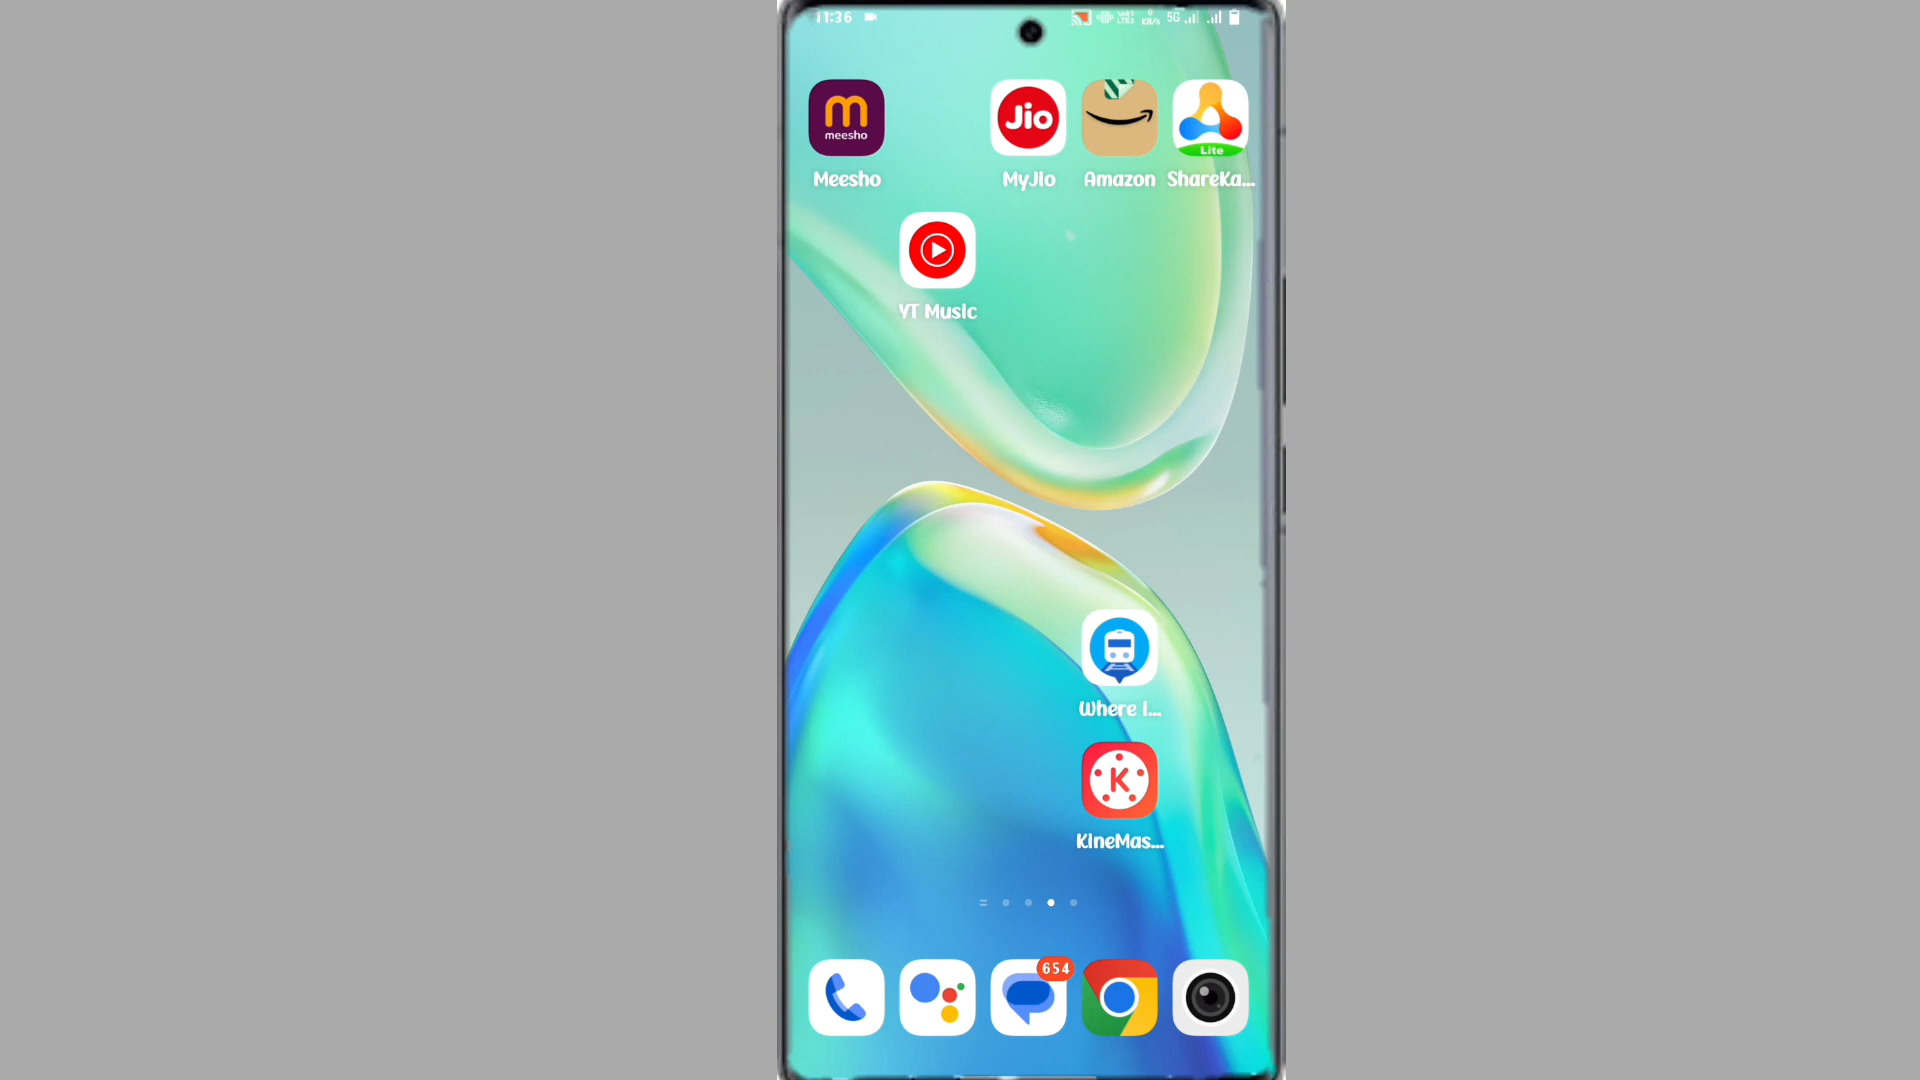 11:36
5G
meesho
Jio
Lite
Meesho
MyJio
Amazon
ShareKa...
YT Music
Where i...
K
KineMas...
654